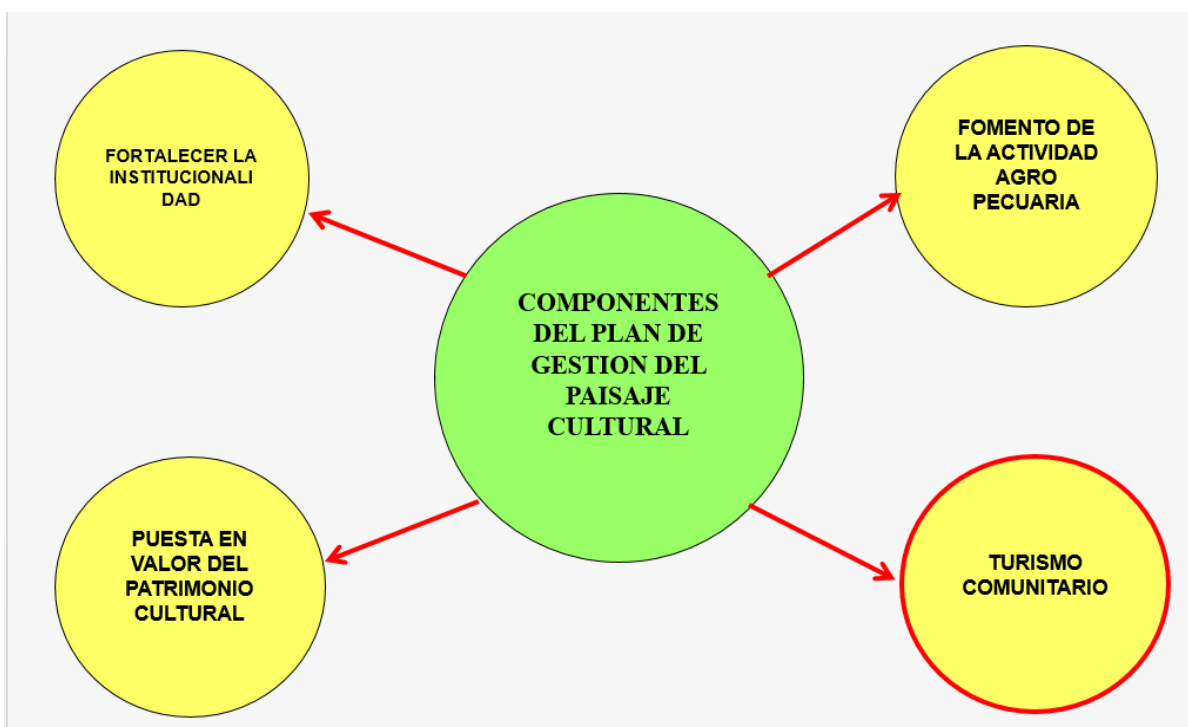 FORTALECER LA
INSTITUCIONALI
DAD
FOMENTO DE
LA ACTIVIDAD
AGRO
PECUARIA
COMPONENTES
DEL PLAN DE
GESTION DEL
PAISAJE
CULTURAL
PUESTA EN
VALOR DEL
PATRIMONIO
CULTURAL
TURISMO
COMUNITARIO